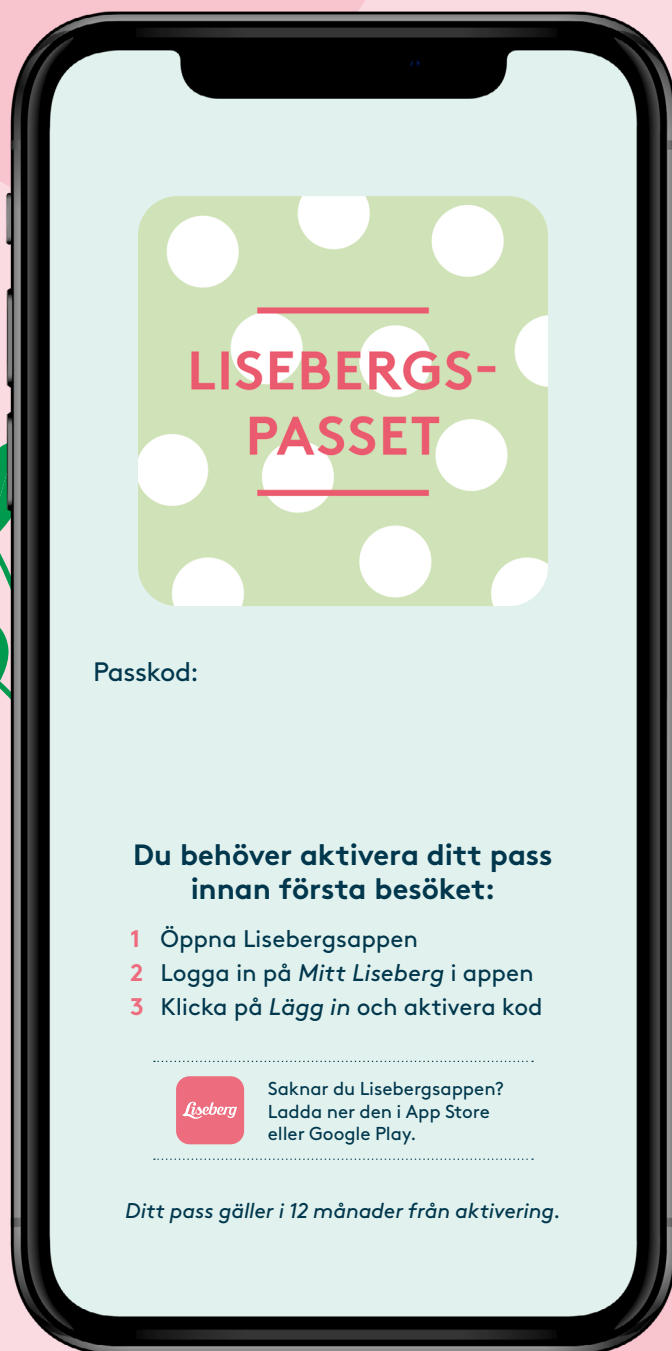 LISEBERGS-
PASSET
Passkod:
Du behöver aktivera ditt pass
innan första besöket:
1 Öppna Lisebergsappen
2 Logga in på Mitt Liseberg i appen
3 Klicka på Lägg in och aktivera kod
Liseberg
Saknar du Lisebergsappen?
Ladda ner den i App Store
eller Google Play.
Ditt pass gäller i 12 månader från aktivering.